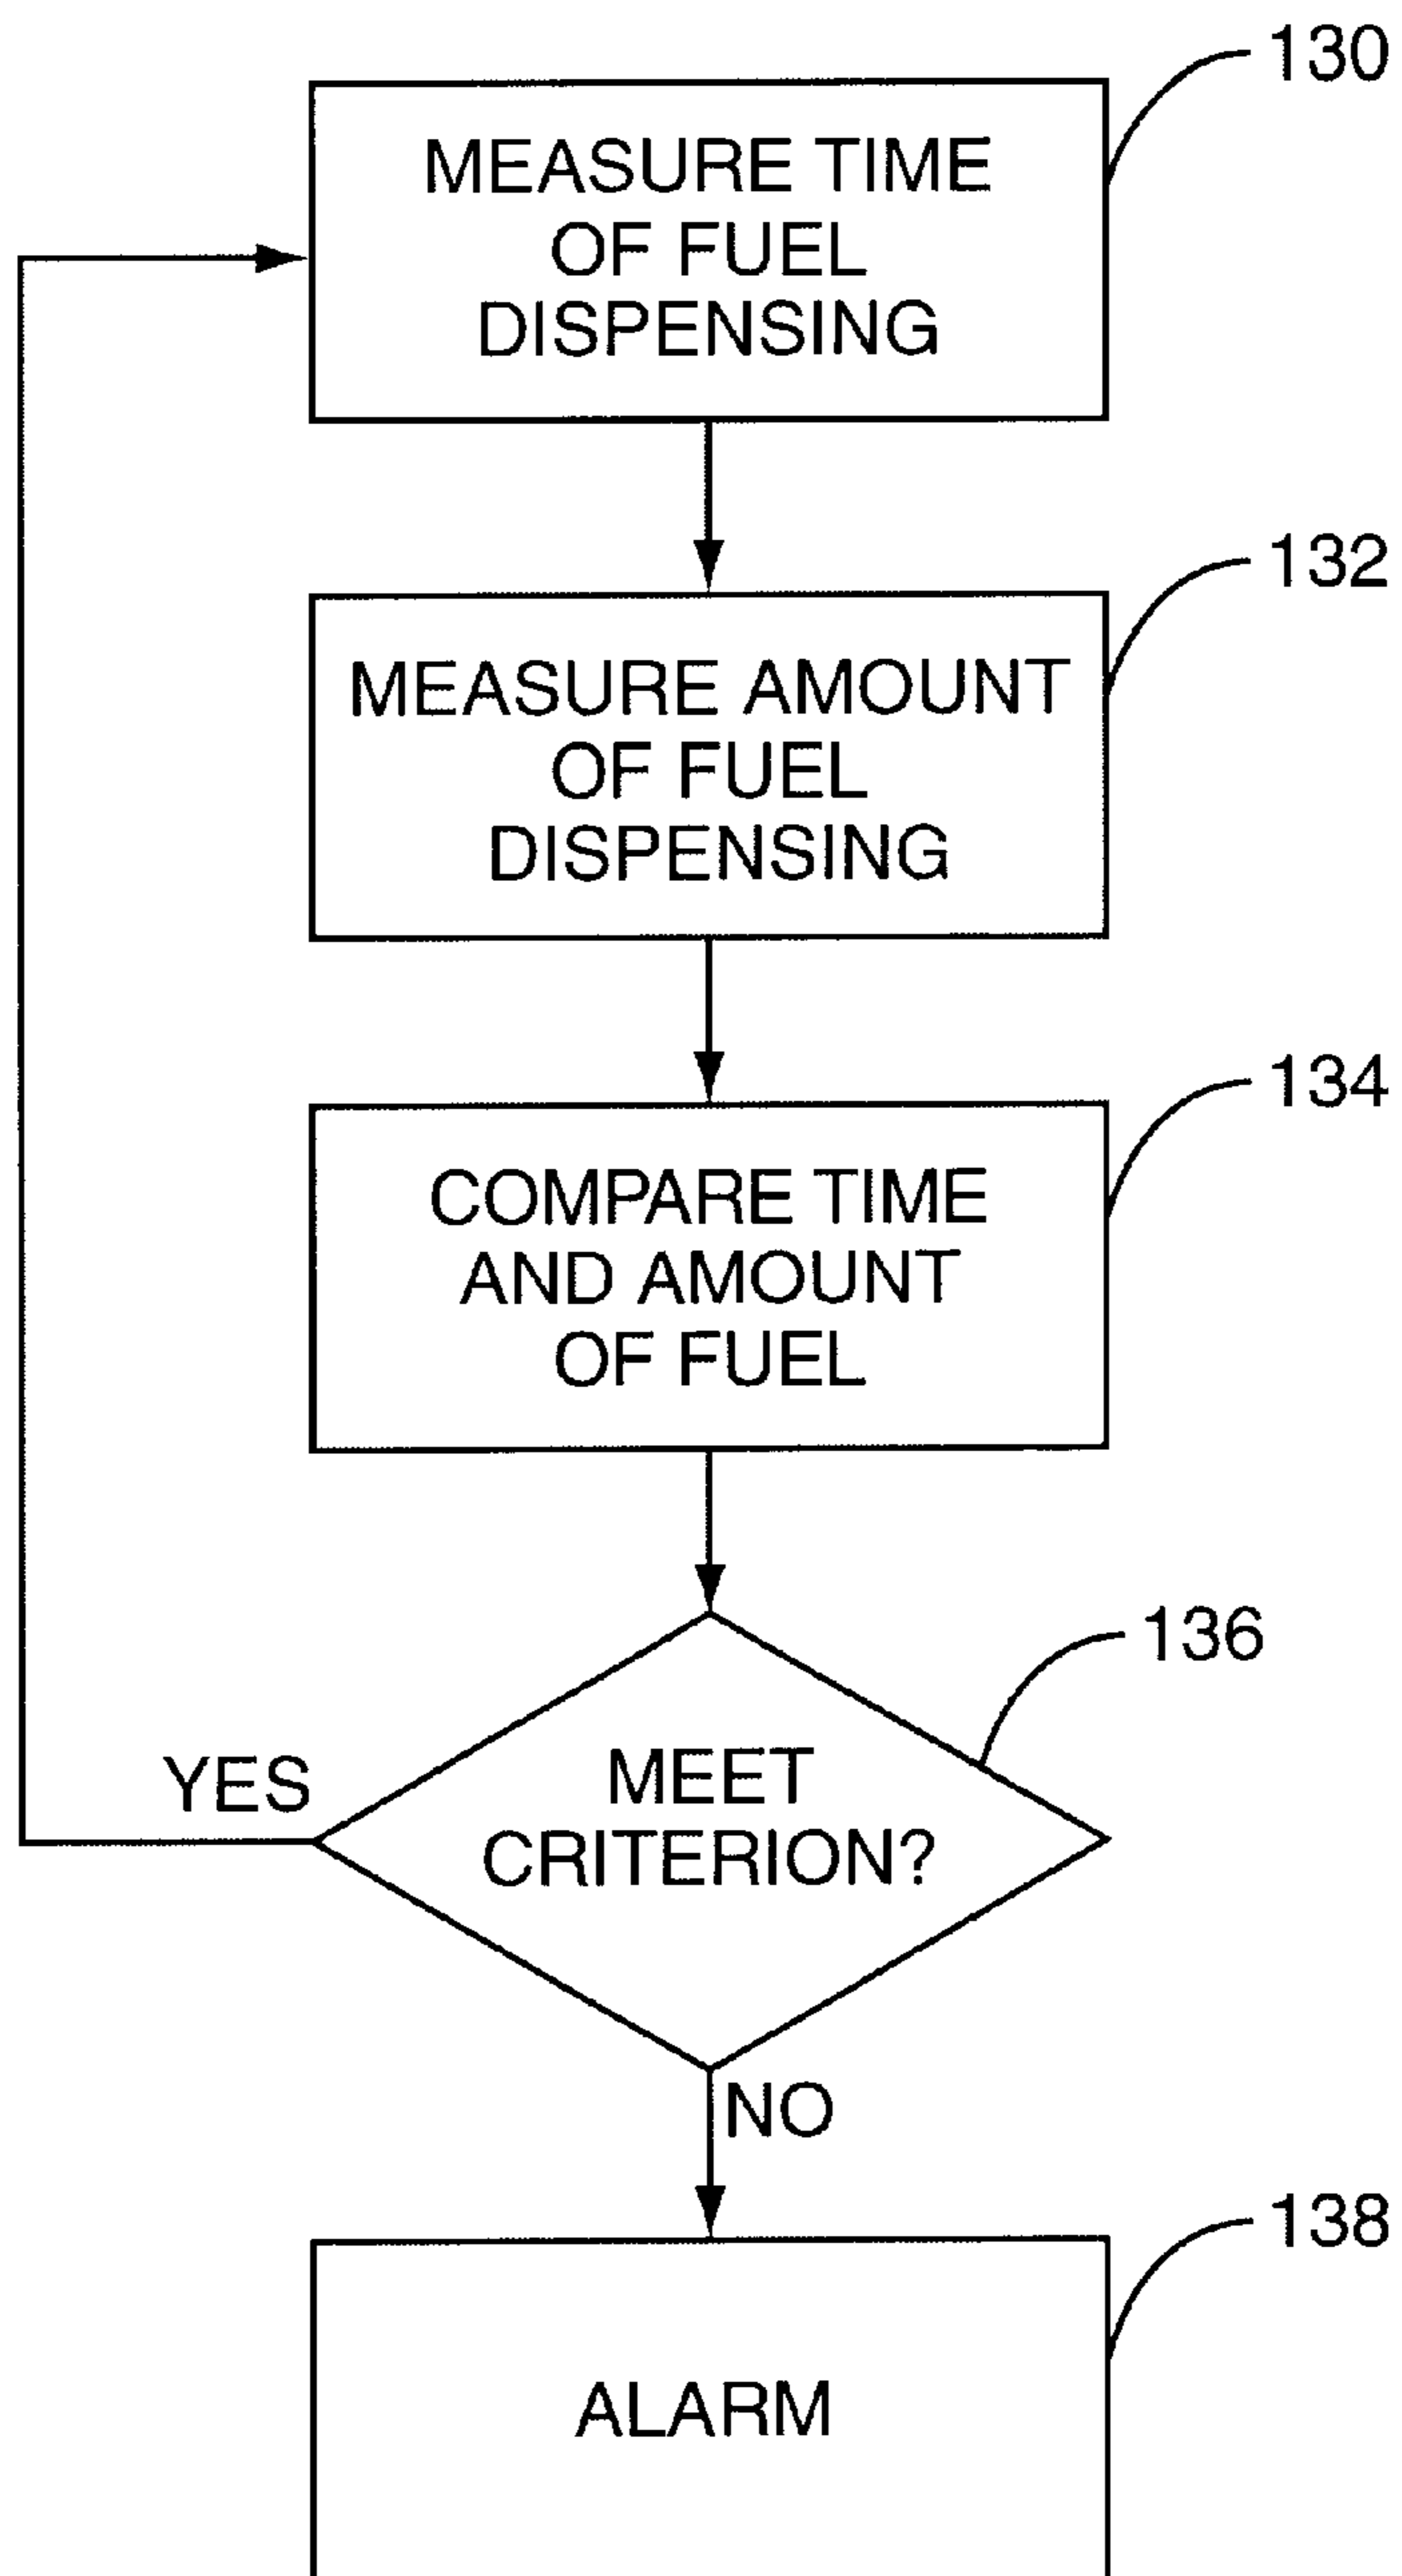 130
MEASURE TIME
OF FUEL
DISPENSING
132
MEASURE AMOUNT
OF FUEL
DISPENSING
134
COMPARE TIME
AND AMOUNT
OF FUEL
136
YES
MEET
CRITERION?
NO
138
ALARM